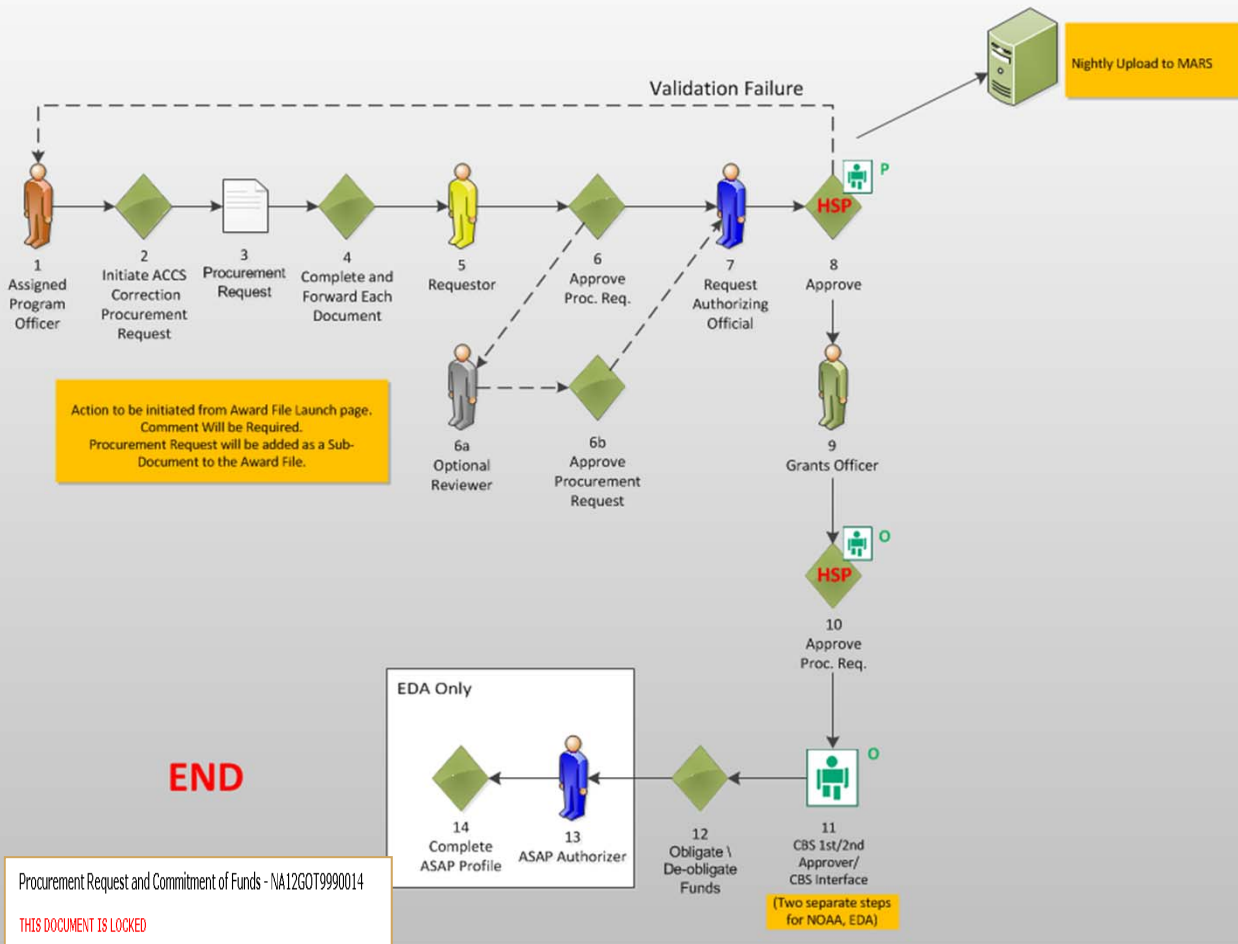 Nightly Upload to MARS
Validation Failure
P
HSP
1
Assigned
Program
Officer
2
Initiate ACCS
Correction
Procurement
Request
3
Procurement
Request
4
Complete and
Forward Each
Document
5
Requestor
6
Approve
Proc. Req.
7
Request
Authorizing
Official
8
Approve
Action to be initiated from Award File Launch page.
Comment Will be Required.
Procurement Request will be added as a Sub-
Document to the Award File.
6a
Optional
Reviewer
6b
Approve
Procurement
Request
9
Grants Officer
O
HSP
10
Approve
Proc. Req.
EDA Only
END
O
14
Complete
ASAP Profile
13
ASAP Authorizer
12
Obligate \
De-obligate
Funds
11
CBS 1st/2nd
Approver/
CBS Interface
(Two separate steps
for NOAA, EDA)
Procurement Request and Commitment of Funds - NA12GOT9990014
THIS DOCUMENT IS LOCKED